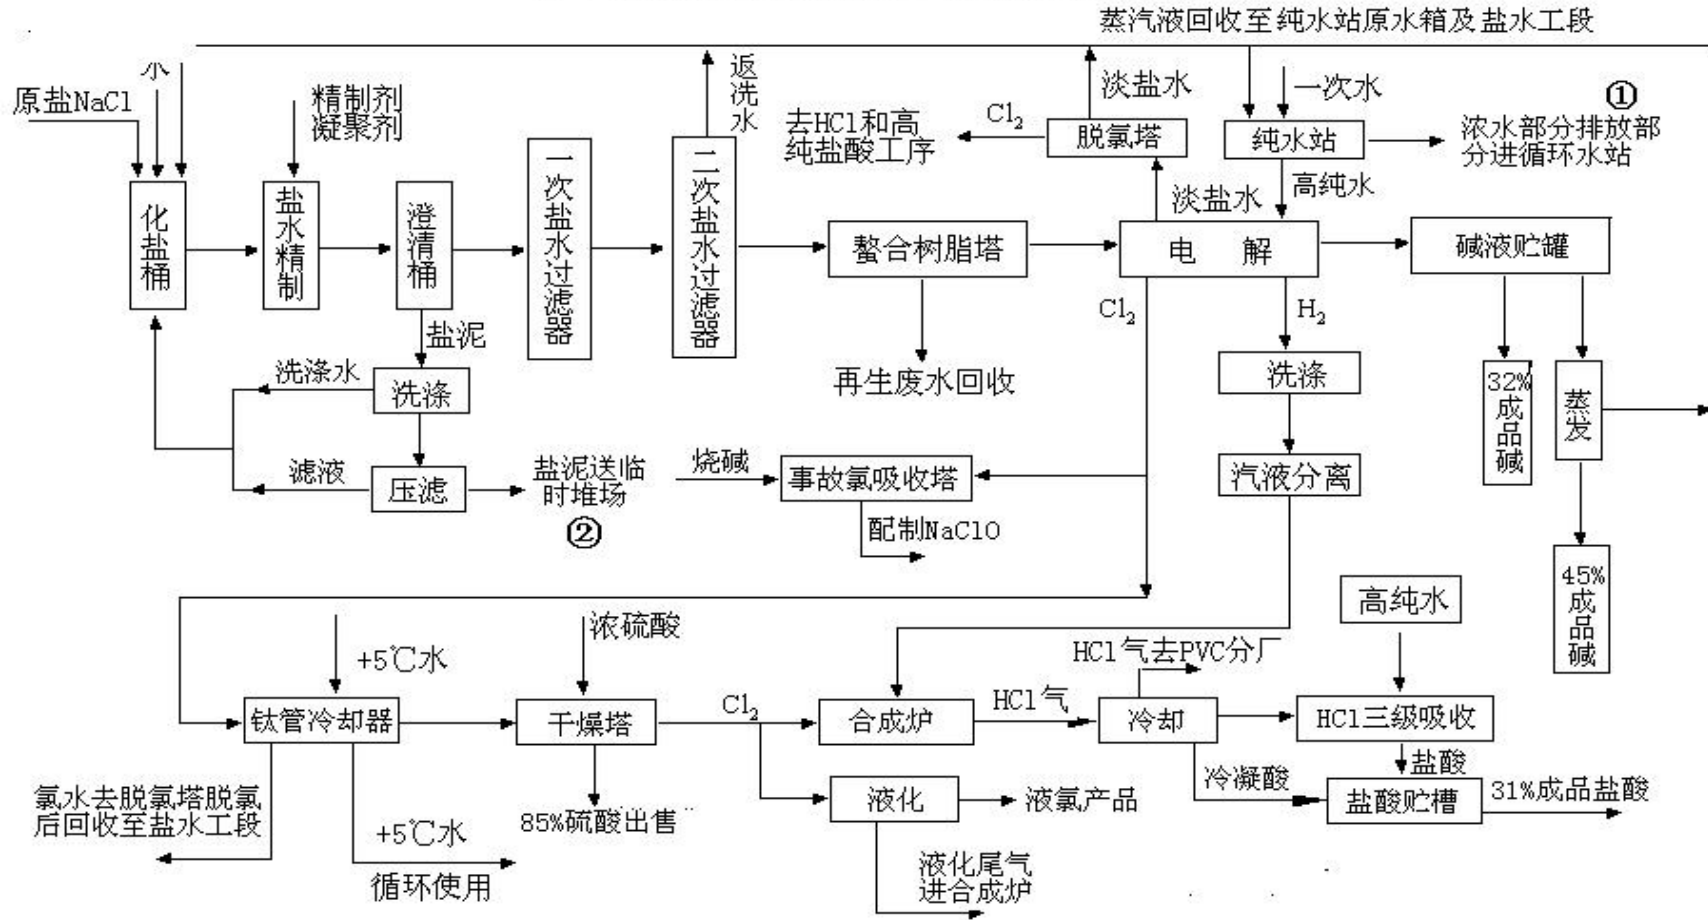 蒸汽液回收至纯水站原水箱及盐水工段
水
原盐NaCl
精制剂
凝聚剂
返洗水
淡盐水
一次水
①
去HCl和高
纯盐酸工序
Cl₂
脱氯塔
纯水站
浓水部分排放部
分进循环水站
淡盐水
高纯水
化盐桶
盐水精制
澄清桶
一次盐水过滤器
二次盐水过滤器
螯合树脂塔
电解
碱液贮罐
盐泥
Cl₂
H₂
洗涤水
洗涤
再生废水回收
洗涤
32%成品碱
蒸发
滤液
压滤
盐泥送临
时堆场
②
烧碱
事故氯吸收塔
汽液分离
配制NaClO
45%成品碱
高纯水
+5℃水
浓硫酸
HCl气去PVC分厂
钛管冷却器
干燥塔
Cl₂
合成炉
HCl气
冷却
HCl三级吸收
氯水去脱氯塔脱氯
后回收至盐水工段
+5℃水
循环使用
85%硫酸出售
液化
液氯产品
冷凝酸
盐酸
盐酸贮槽
31%成品盐酸
液化尾气
进合成炉